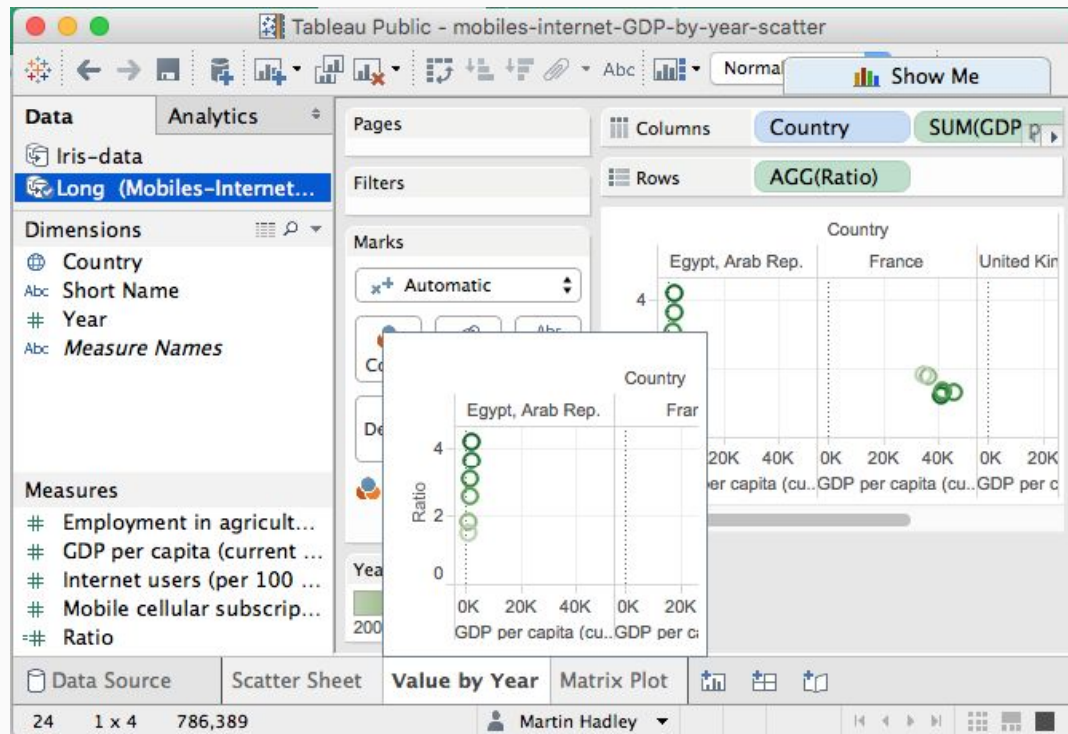 Tableau Public - mobiles-internet-GDP-by-year-scatter
Abc
Show Me
Data
Analytics
Iris-data
Long (Mobiles-Internet...
Dimensions
Country
Abc Short Name
Year
Abc Measure Names
Measures
Employment in agricult...
GDP per capita (current ...
Internet users (per 100 ...
Mobile cellular subscrip...
Ratio
Pages
Filters
Marks
Automatic
Columns Country SUM(GDP p
Rows AGG(Ratio)
Country
Egypt, Arab Rep. France United Kin
4
20K 40K 0K 20K 40K 0K 20K
er capita (cu.. GDP per capita (cu.. GDP per c
Country
Egypt, Arab Rep. Fran
4
Ratio
2
0
0K 20K 40K 0K 20K
GDP per capita (cu.. GDP per ca
Yea
200
Data Source Scatter Sheet Value by Year Matrix Plot
24 1 x 4 786,389 Martin Hadley